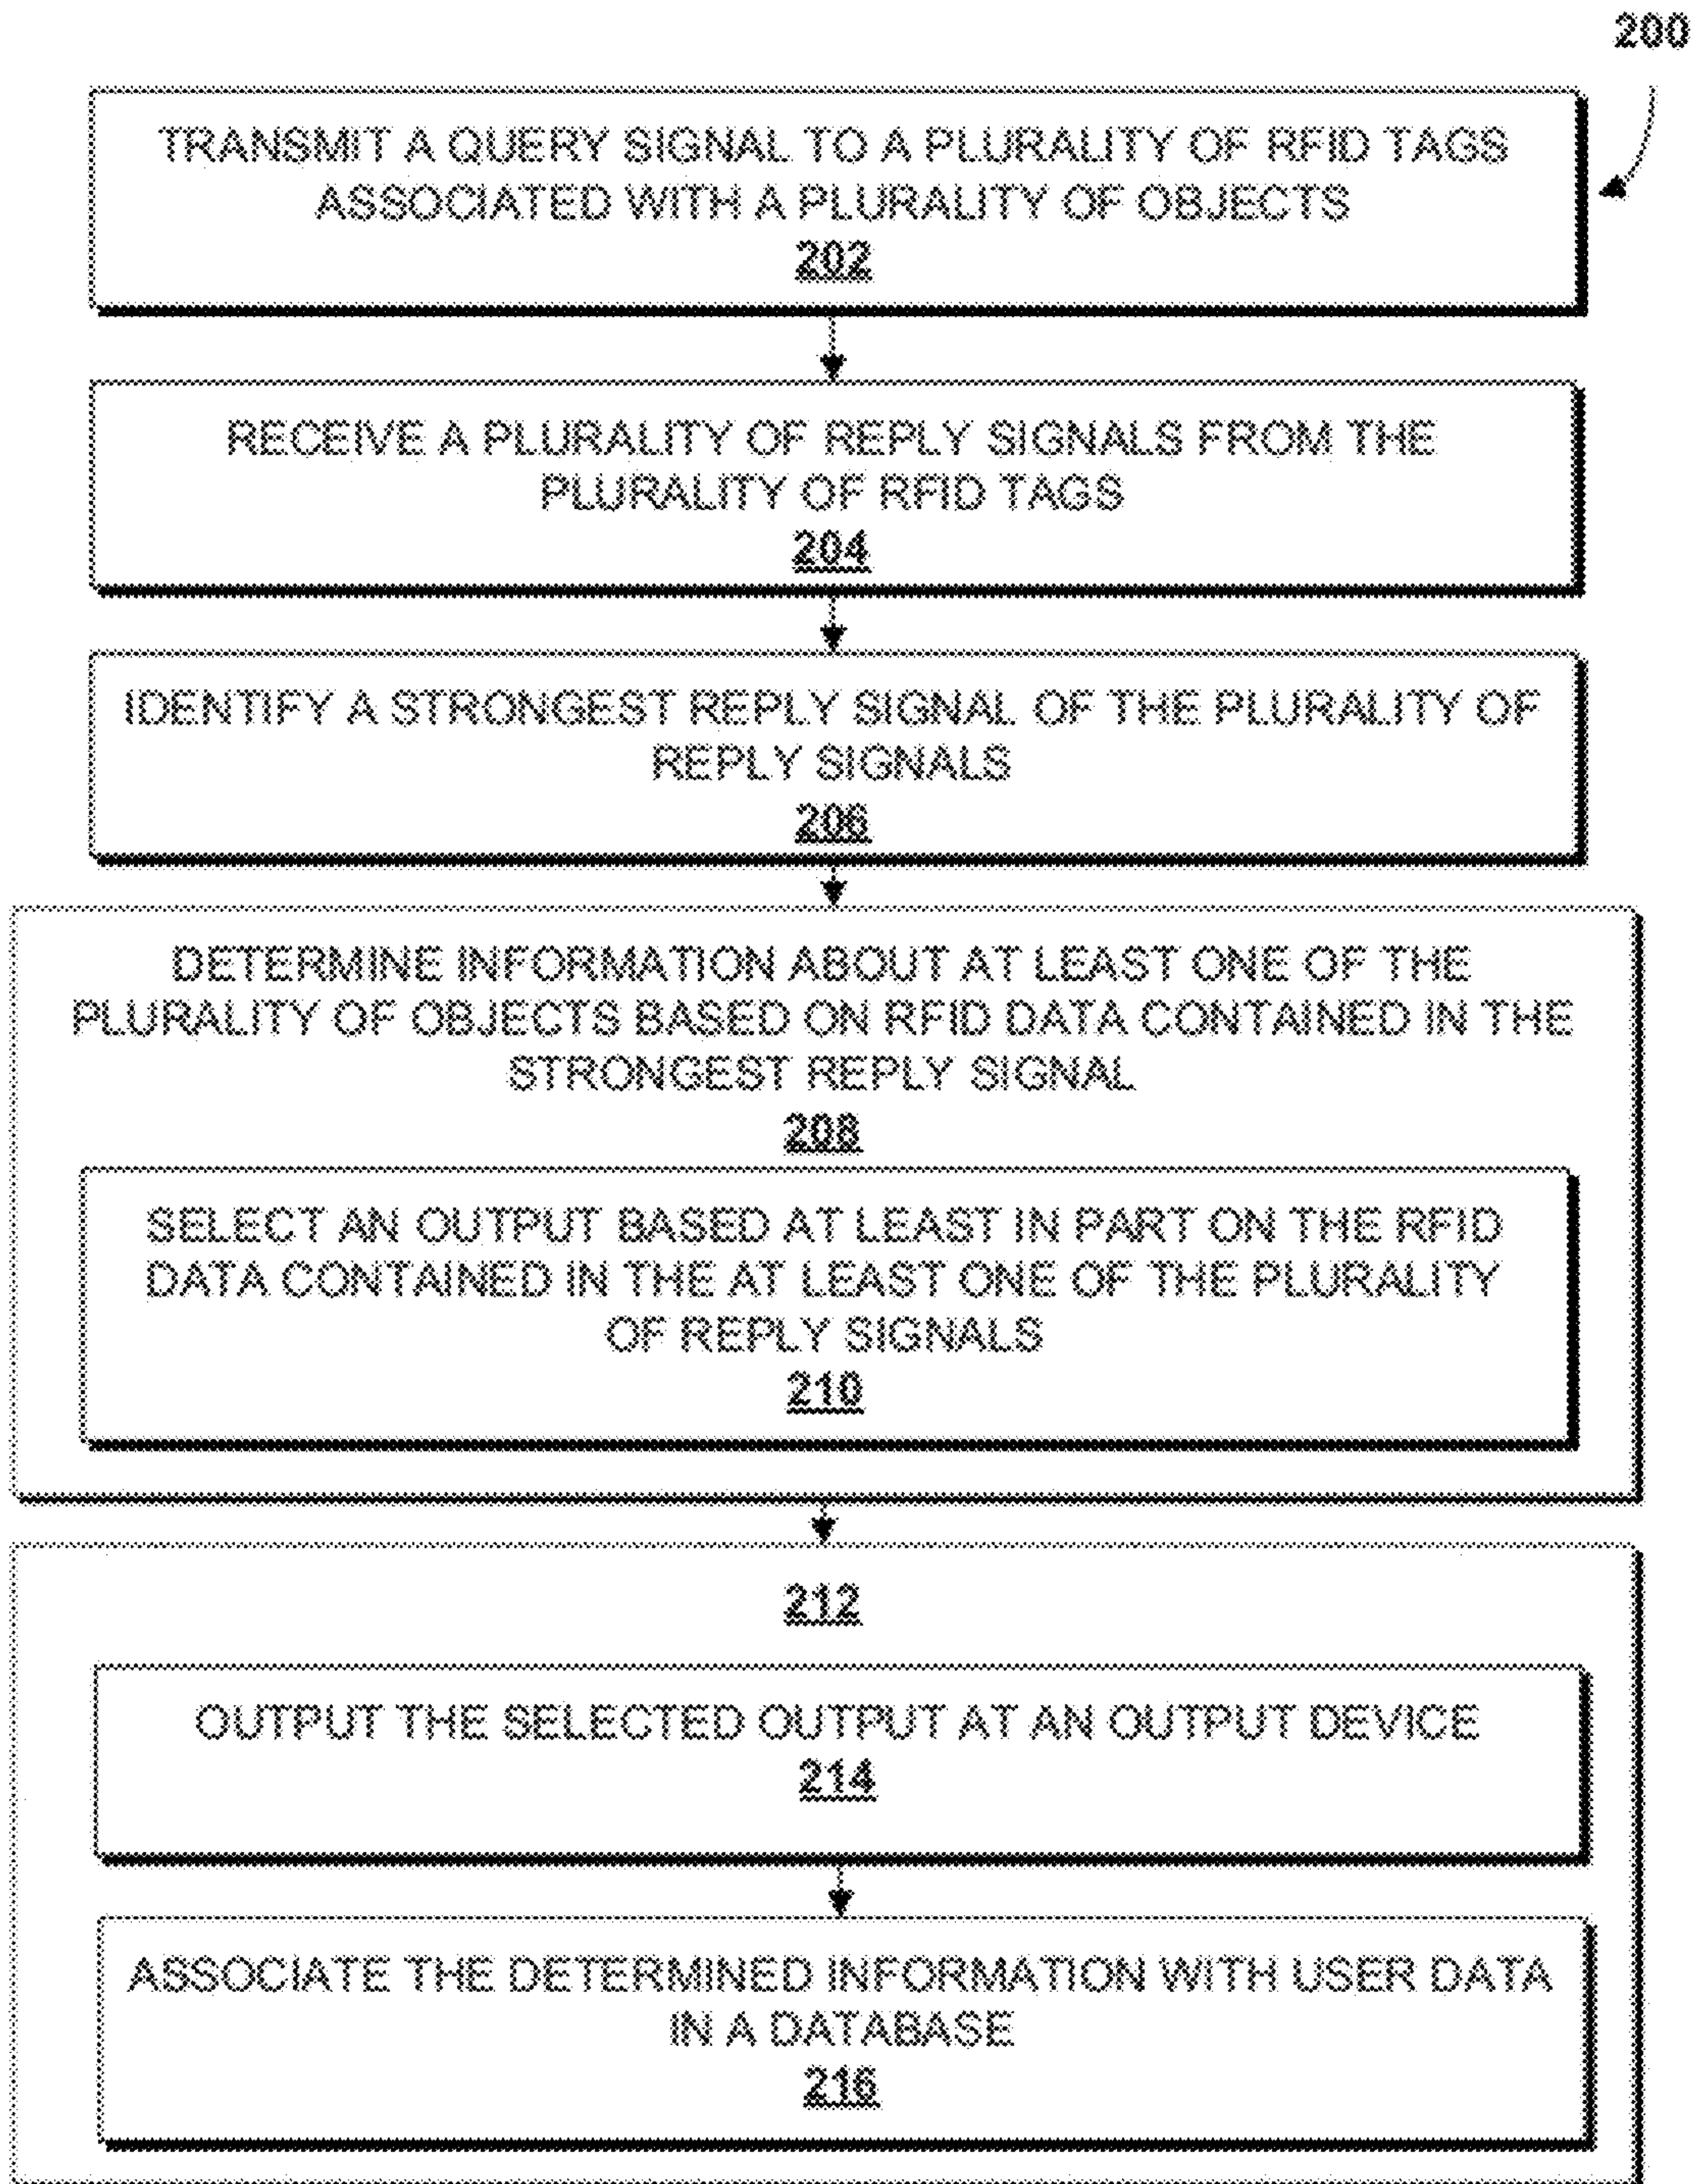 200
TRANSMIT A QUERY SIGNAL TO A PLURALITY OF RFID TAGS
ASSOCIATED WITH A PLURALITY OF OBJECTS
202
RECEIVE A PLURALITY OF REPLY SIGNALS FROM THE
PLURALITY OF RFID TAGS
204
IDENTIFY A STRONGEST REPLY SIGNAL OF THE PLURALITY OF
REPLY SIGNALS
206
DETERMINE INFORMATION ABOUT AT LEAST ONE OF THE
PLURALITY OF OBJECTS BASED ON RFID DATA CONTAINED IN THE
STRONGEST REPLY SIGNAL
208
SELECT AN OUTPUT BASED AT LEAST IN PART ON THE RFID
DATA CONTAINED IN THE AT LEAST ONE OF THE PLURALITY
OF REPLY SIGNALS
210
212
OUTPUT THE SELECTED OUTPUT AT AN OUTPUT DEVICE
214
ASSOCIATE THE DETERMINED INFORMATION WITH USER DATA
IN A DATABASE
216